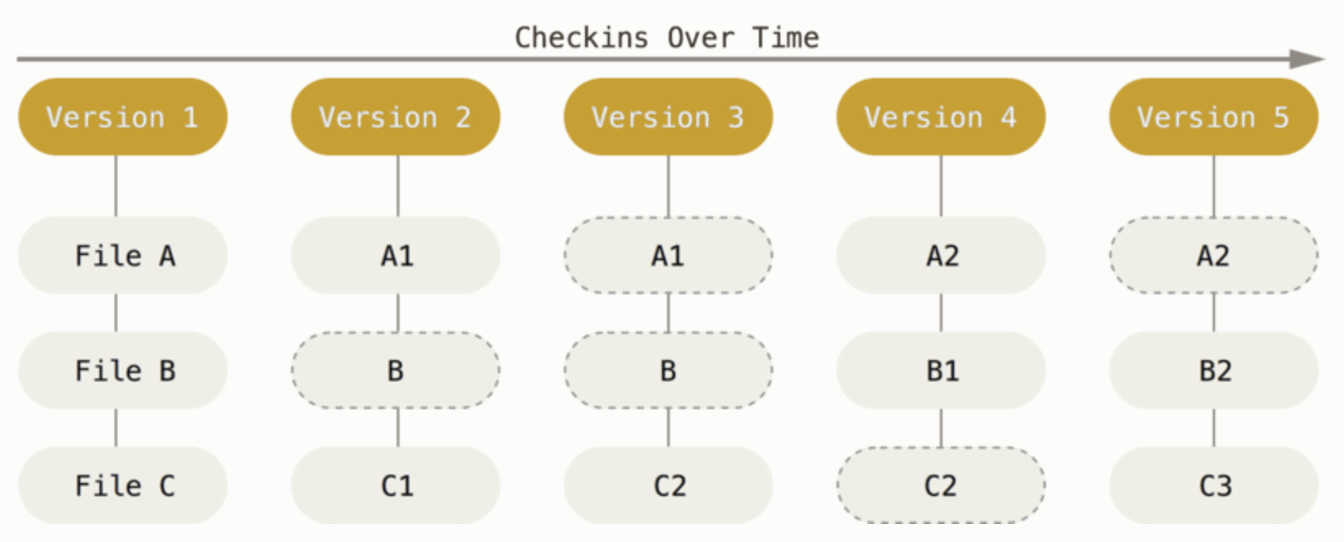 Checkins Over Time
Version 1 Version 2 Version 3 Version 4 Version 5
File A A1 A1 A2 A2
File B B B B1 B2
File C C1 C2 C2 C3